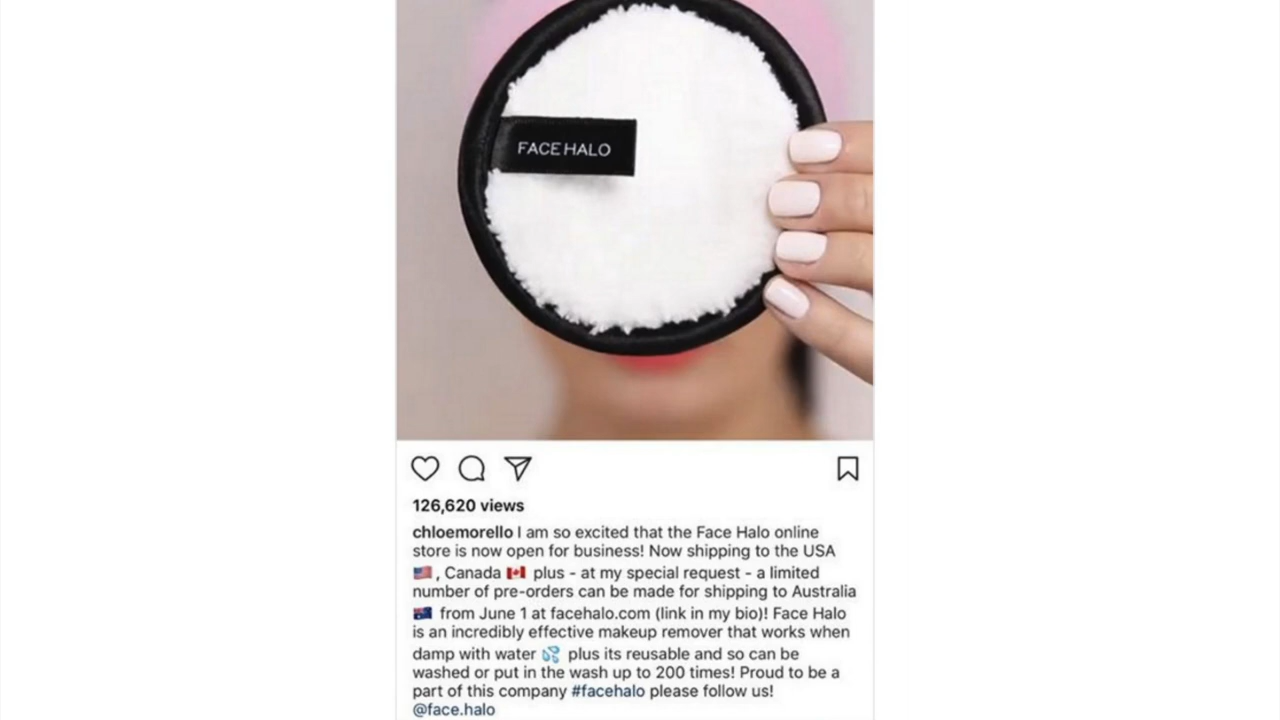 FACE HALO
126,620 views
chloemorello I am so excited that the Face Halo online
store is now open for business! Now shipping to the USA
🇺🇸, Canada 🇨🇦 plus - at my special request - a limited
number of pre-orders can be made for shipping to Australia
🇦🇺 from June 1 at facehalo.com (link in my bio)! Face Halo
is an incredibly effective makeup remover that works when
damp with water 💦 plus its reusable and so can be
washed or put in the wash up to 200 times! Proud to be a
part of this company #facehalo please follow us!
@face.halo